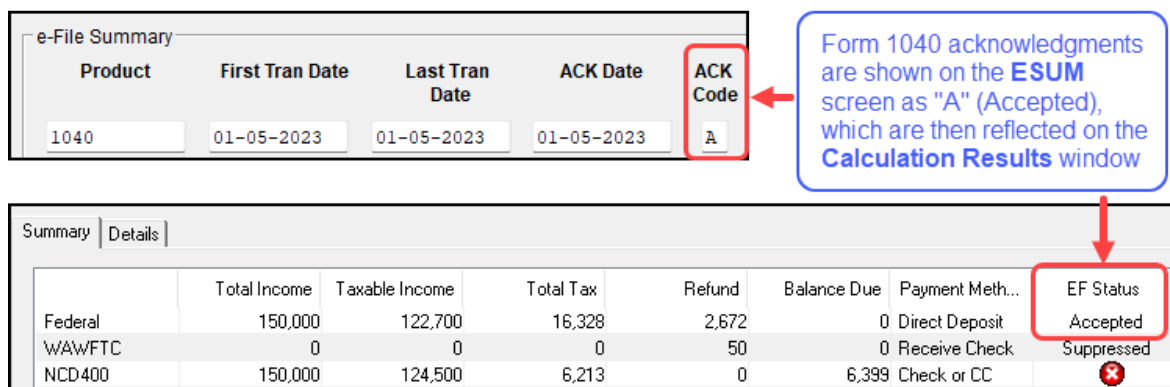 e-File Summary
Product First Tran Date Last Tran Date ACK Date ACK Code
1040 01-05-2023 01-05-2023 01-05-2023 A
Form 1040 acknowledgments
are shown on the ESUM
screen as "A" (Accepted),
which are then reflected on the
Calculation Results window
Summary Details
Total Income Taxable Income Total Tax Refund Balance Due Payment Meth... EF Status
Federal 150,000 122,700 16,328 2,672 0 Direct Deposit Accepted
WAWFTC 0 0 0 50 0 Receive Check Suppressed
NCD400 150,000 124,500 6,213 0 6,399 Check or CC